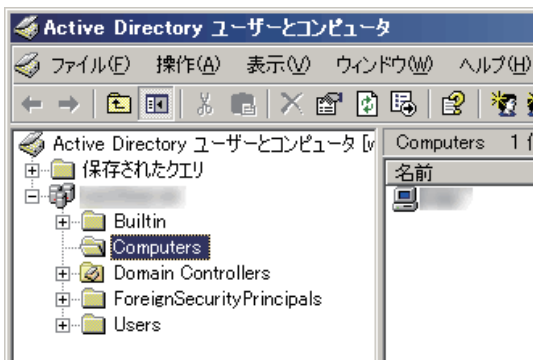 Active Directory ユーザーとコンピュータ
ファイル(F) 操作(A) 表示(V) ウィンドウ(W) ヘルプ(H)
Active Directory ユーザーとコンピュータ
Computers 1
保存されたクエリ
名前
Builtin
Computers
Domain Controllers
ForeignSecurityPrincipals
Users